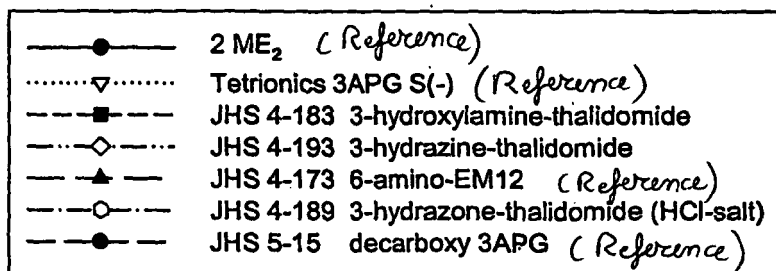 2 ME₂ (Reference)
Tetrionics 3APG S(-) (Reference)
JHS 4-183 3-hydroxylamine-thalidomide
JHS 4-193 3-hydrazine-thalidomide
JHS 4-173 6-amino-EM12 (Reference)
JHS 4-189 3-hydrazone-thalidomide (HCl-salt)
JHS 5-15 decarboxy 3APG (Reference)